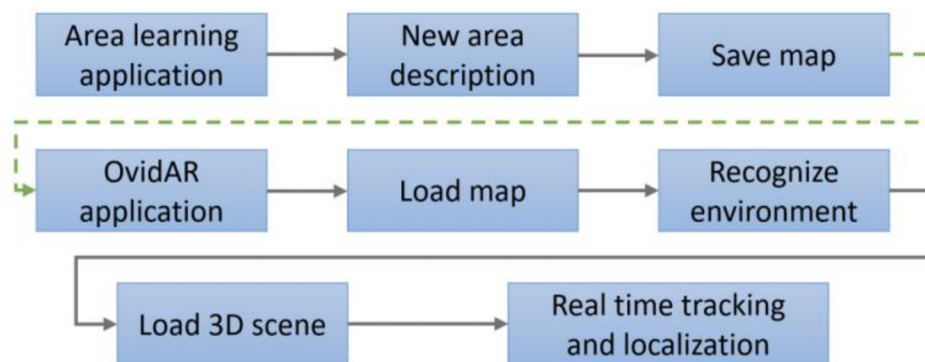 Area learning
application
New area
description
Save map
OvidAR
application
Load map
Recognize
environment
Load 3D scene
Real time tracking
and localization